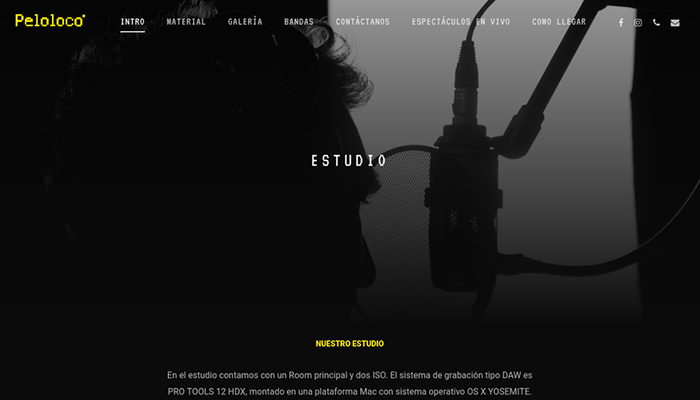 Peloloco
INTRO MATERIAL GALERÍA BANDAS CONTÁCTANOS ESPECTÁCULOS EN VIVO COMO LLEGAR
ESTUDIO
NUESTRO ESTUDIO
En el estudio contamos con un Room principal y dos ISO. El sistema de grabación tipo DAW es
PRO TOOLS 12 HDX, montado en una plataforma Mac con sistema operativo OS X YOSEMITE.